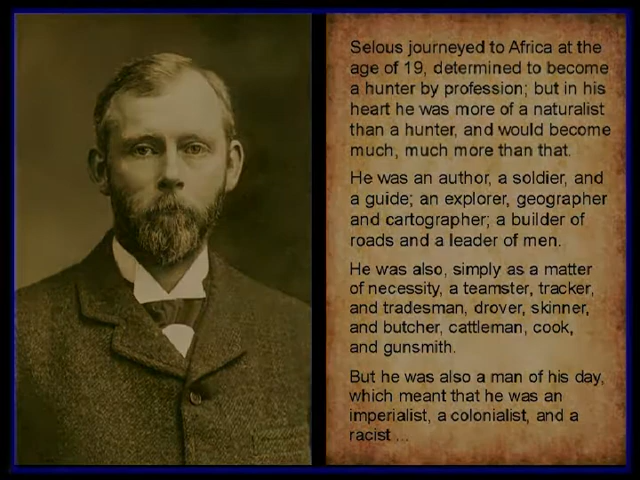 Selous journeyed to Africa at the
age of 19, determined to become
a hunter by profession; but in his
heart he was more of a naturalist
than a hunter, and would become
much, much more than that.
He was an author, a soldier, and
a guide; an explorer, geographer
and cartographer; a builder of
roads and a leader of men.
He was also, simply as a matter
of necessity, a teamster, tracker,
and tradesman, drover, skinner,
and butcher, cattleman, cook,
and gunsmith.
But he was also a man of his day,
which meant that he was an
imperialist, a colonialist, and a
racist ...